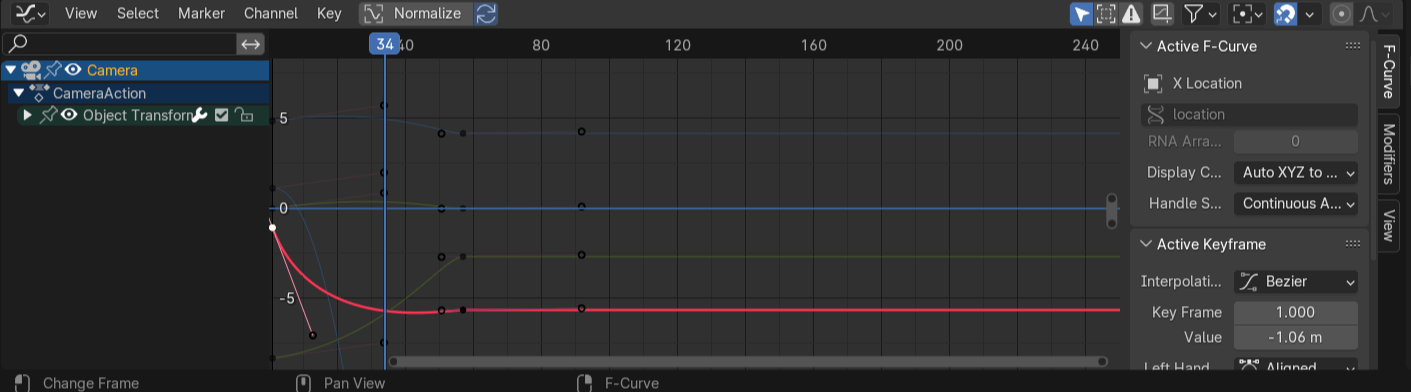 View Select Marker Channel Key Normalize
34 40 80 120 160 200 240
Camera
CameraAction
Object Transform
5
0
-5
Active F-Curve
X Location
location
RNA Arra... 0
Display C... Auto XYZ to ...
Handle S... Continuous A...
Active Keyframe
Interpolati... Bezier
Key Frame 1.000
Value -1.06 m
Left Hand Aligned
F-Curve
Modifiers
View
Change Frame Pan View F-Curve